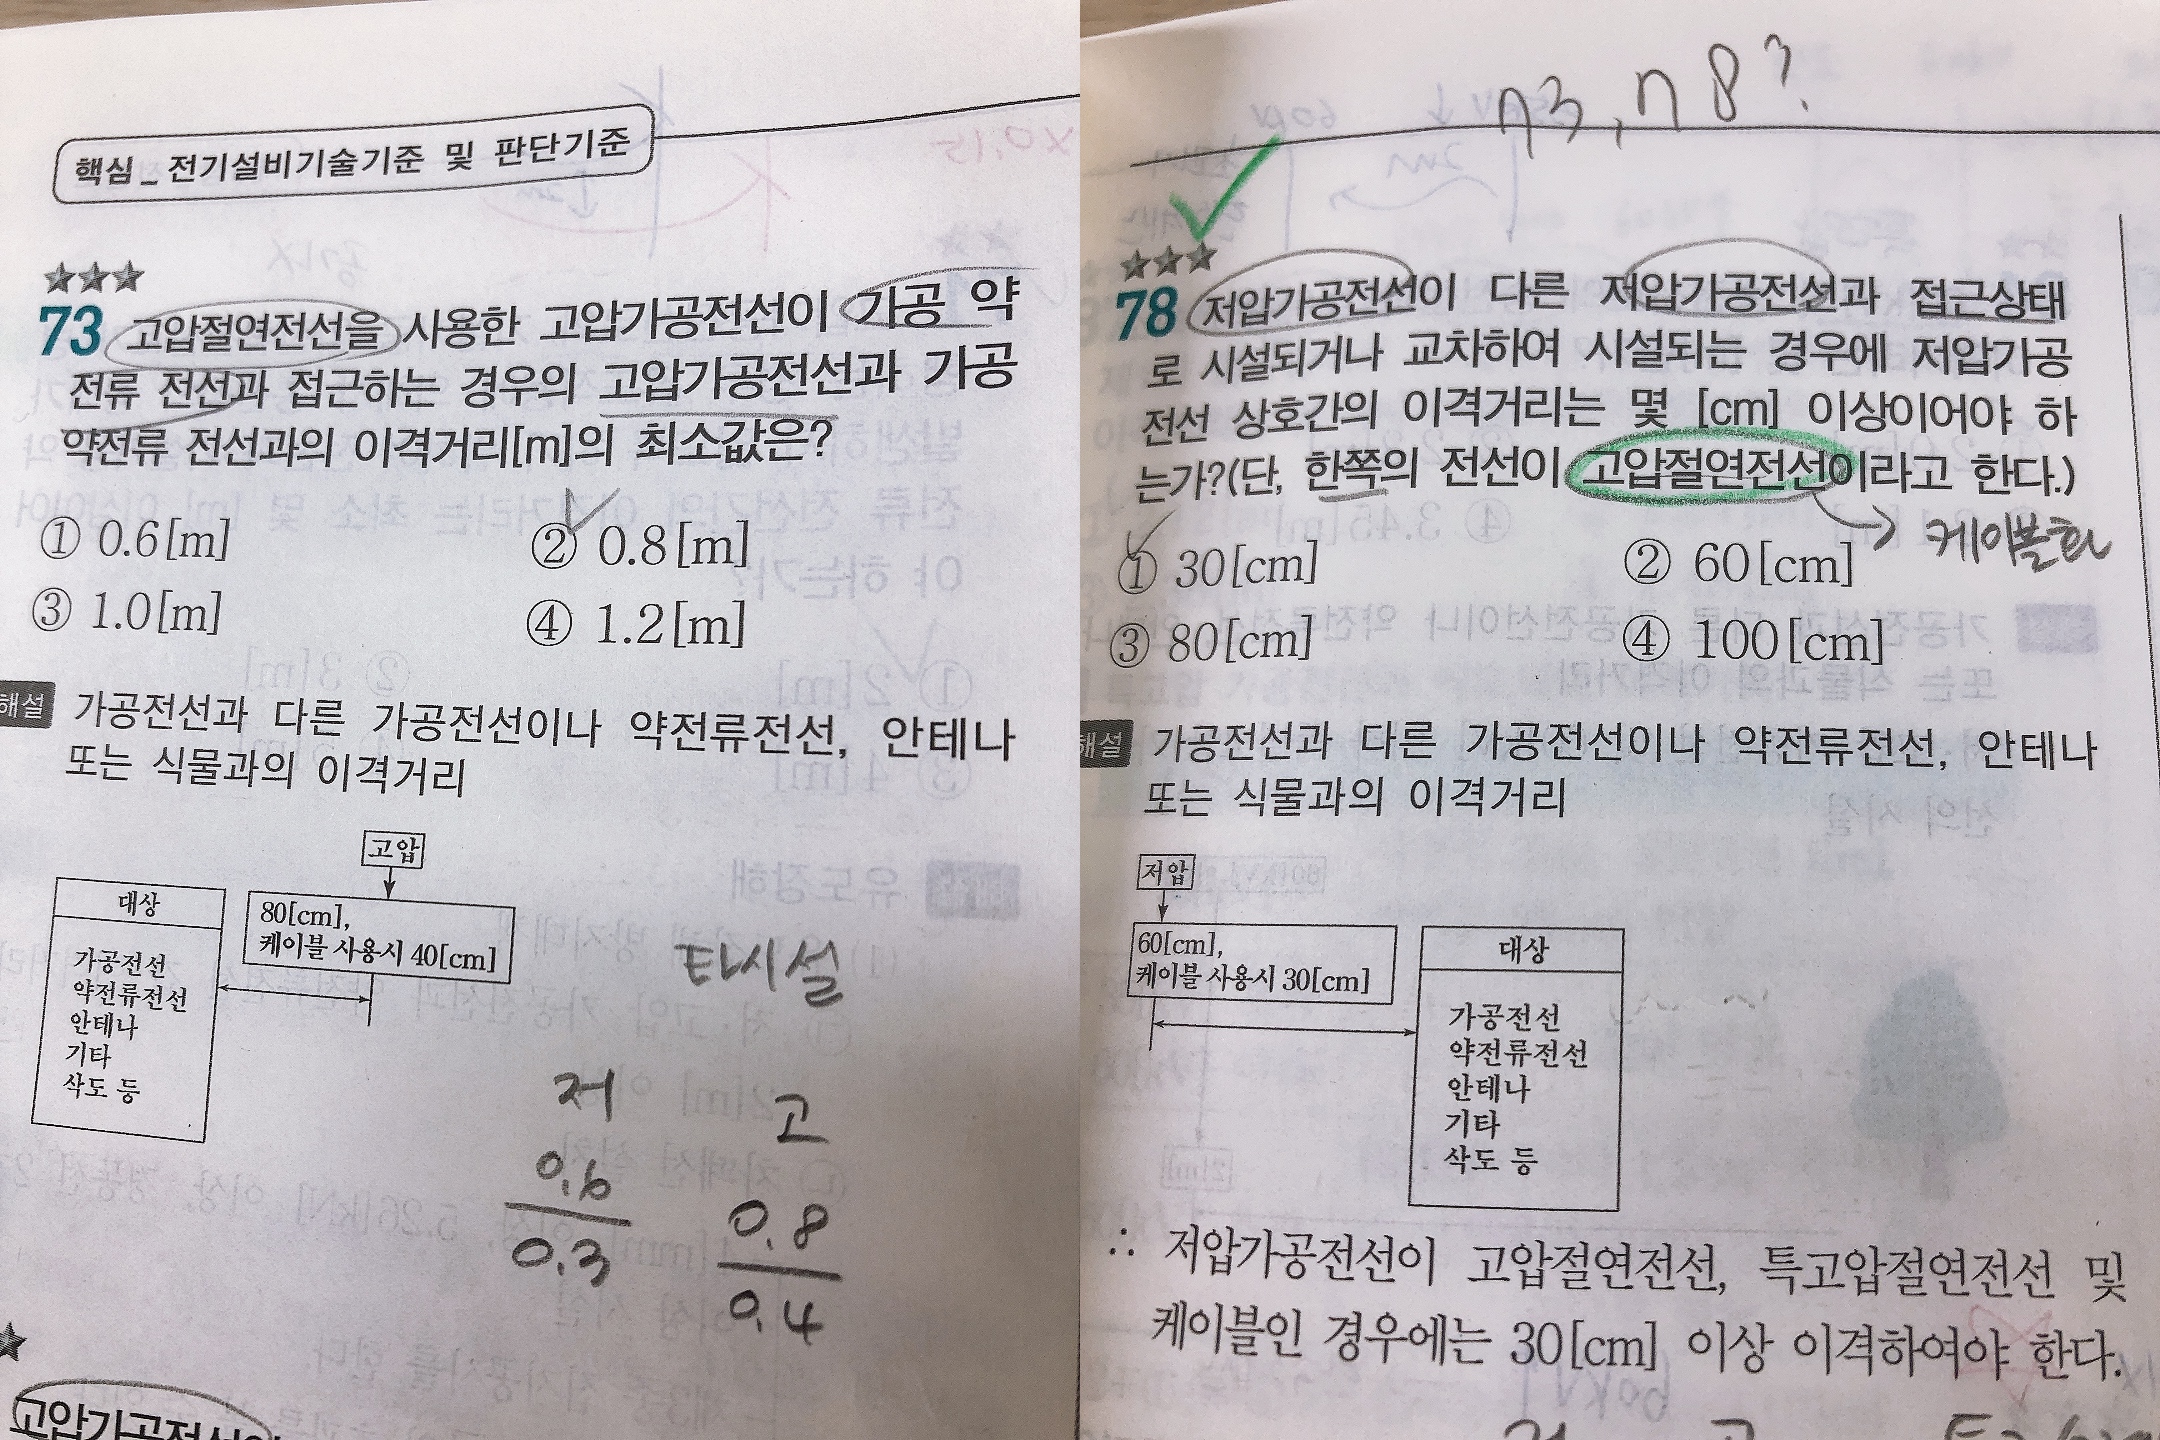 핵심_전기설비기술기준 및 판단기준
★★★
73 고압절연전선을 사용한 고압가공전선이 가공 약
전류 전선과 접근하는 경우의 고압가공전선과 가공
약전류 전선과의 이격거리[m]의 최소값은?
① 0.6[m] ② 0.8[m]
③ 1.0[m] ④ 1.2[m]
해설 가공전선과 다른 가공전선이나 약전류전선, 안테나
또는 식물과의 이격거리
고압
80[cm],
케이블 사용시 40[cm]
대상
가공전선
약전류전선
안테나
기타
삭도 등
타시설
저 고
0.6 0.8
0.3 0.4
★
고압가공전선
73, 78?
★★★
78 저압가공전선이 다른 저압가공전선과 접근상태
로 시설되거나 교차하여 시설되는 경우에 저압가공
전선 상호간의 이격거리는 몇 [cm] 이상이어야 하
는가?(단, 한쪽의 전선이 고압절연전선이라고 한다.)
→ 케이블화
① 30[cm] ② 60[cm]
③ 80[cm] ④ 100[cm]
해설 가공전선과 다른 가공전선이나 약전류전선, 안테나
또는 식물과의 이격거리
저압
60[cm],
케이블 사용시 30[cm]
대상
가공전선
약전류전선
안테나
기타
삭도 등
∴ 저압가공전선이 고압절연전선, 특고압절연전선 및
케이블인 경우에는 30[cm] 이상 이격하여야 한다.